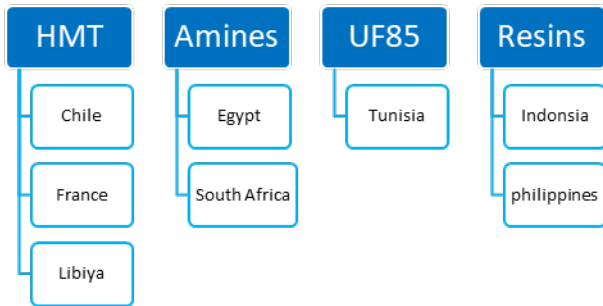 HMT
Chile
France
Libiya
Amines
Egypt
South Africa
UF85
Tunisia
Resins
Indonsia
philippines